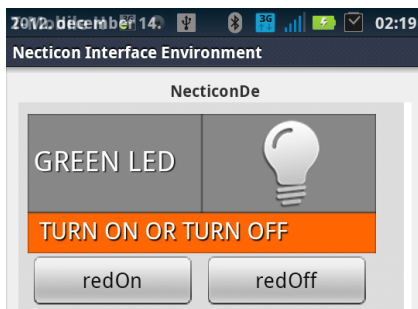 2012. december 14.
3G
02:19
Necticon Interface Environment
NecticonDe
GREEN LED
TURN ON OR TURN OFF
redOn
redOff